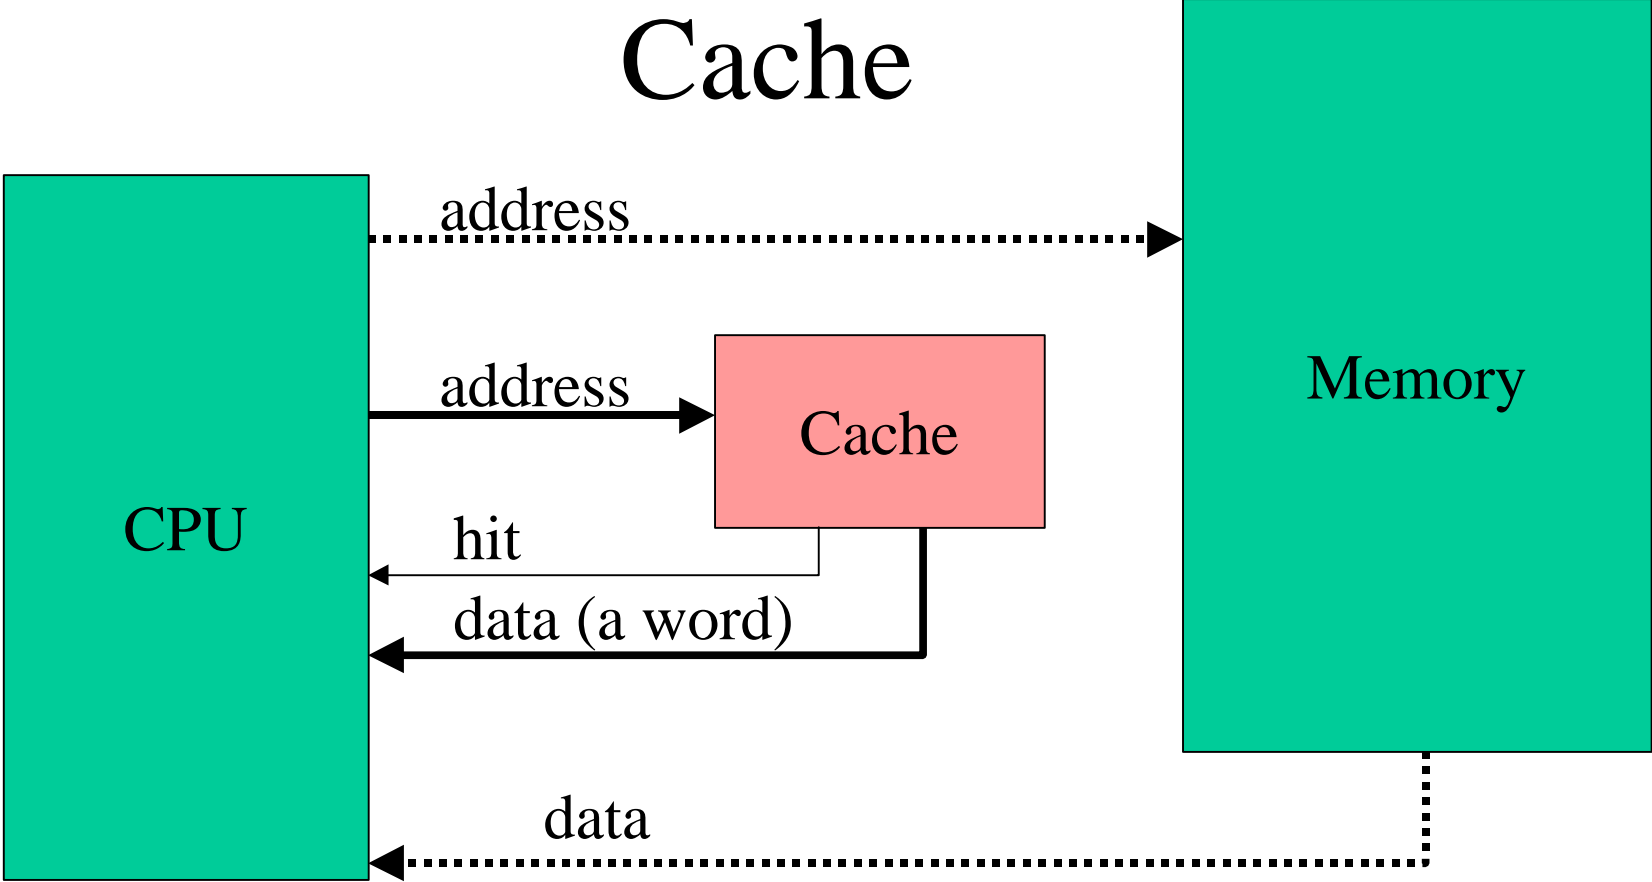 Cache
address
address
Cache
Memory
CPU
hit
data (a word)
data